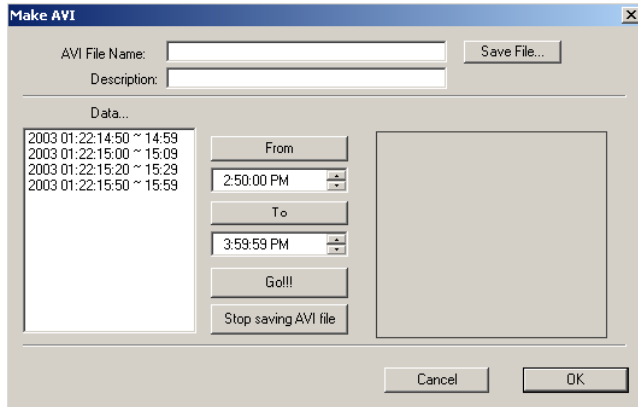 Make AVI
AVI File Name:
Save File...
Description:
Data...
2003 01:22:14:50 ~ 14:59
2003 01:22:15:00 ~ 15:09
2003 01:22:15:20 ~ 15:29
2003 01:22:15:50 ~ 15:59
From
2:50:00 PM
To
3:59:59 PM
Go!!!
Stop saving AVI file
Cancel
OK